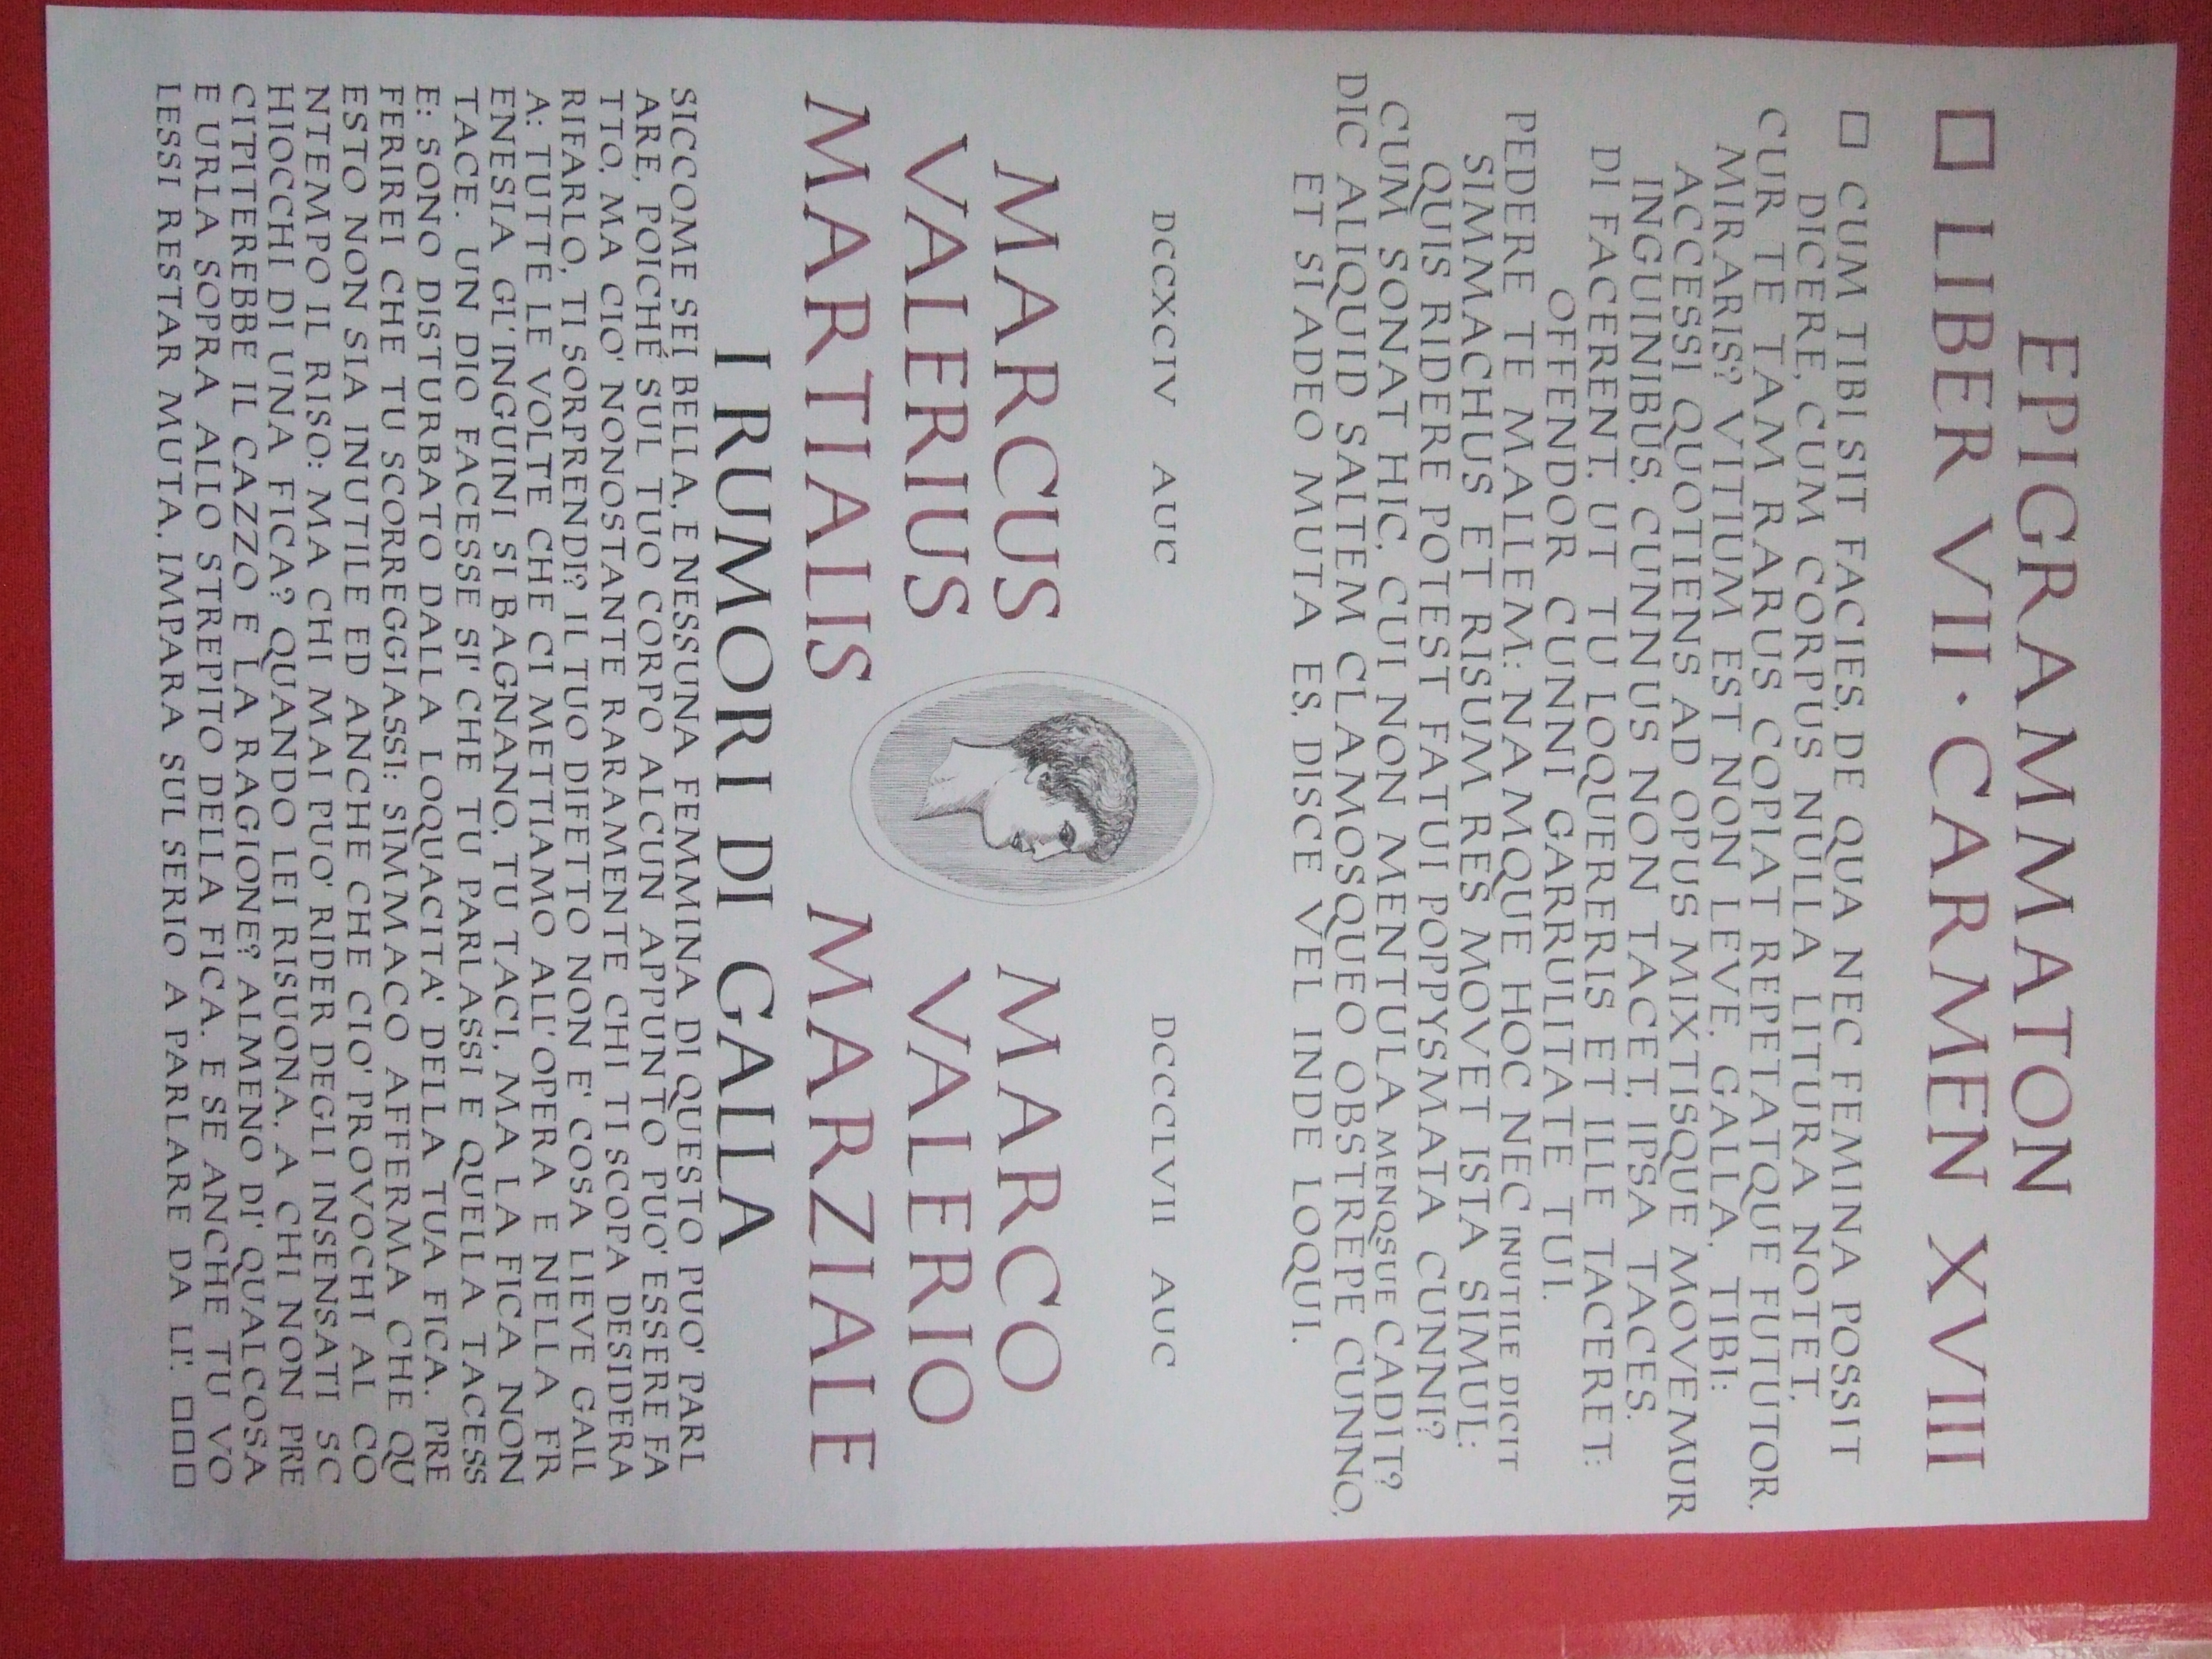 EPIGRAMMATON
□ LIBER VII · CARMEN XVIII
□ CUM TIBI SIT FACIES, DE QUA NEC FEMINA POSSIT
DICERE, CUM CORPUS NULLA LITURA NOTET,
CUR TE TAM RARUS COPIAT REPETATQUE FUTUTOR,
MIRARIS? VITIUM EST NON LEVE, GALLA, TIBI:
ACCESSI QUOTIENS AD OPUS MIXTISQUE MOVEMUR
INGUINIBUS, CUNNUS NON TACET, IPSA TACES.
DI FACERENT, UT TU LOQUERERIS ET ILLE TACERET:
OFFENDOR CUNNI GARRULITATE TUI.
PEDERE TE MALLEM: NAMQUE HOC NEC INUTILE DICIT
SIMMACHUS ET RISUM RES MOVET ISTA SIMUL:
QUIS RIDERE POTEST FATUI POPPYSMATA CUNNI?
CUM SONAT HIC, CUI NON MENTULA MENQSUE CADIT?
DIC ALIQUID SALTEM CLAMOSQUEO OBSTREPE CUNNO,
ET SI ADEO MUTA ES, DISCE VEL INDE LOQUI.
DCCXCIV AUC DCCCLVII AUC
MARCUS MARCO
VALERIUS VALERIO
MARTIALIS MARZIALE
I RUMORI DI GALLA
SICCOME SEI BELLA, E NESSUNA FEMMINA DI QUESTO PUO' PARL
ARE, POICHÉ SUL TUO CORPO ALCUN APPUNTO PUO' ESSERE FA
TTO, MA CIO' NONOSTANTE RARAMENTE CHI TI SCOPA DESIDERA
RIFARLO, TI SORPRENDI? IL TUO DIFETTO NON E' COSA LIEVE GALL
A: TUTTE LE VOLTE CHE CI METTIAMO ALL'OPERA E NELLA FR
ENESIA GL'INGUINI SI BAGNANO, TU TACI, MA LA FICA NON
TACE. UN DIO FACESSE SI' CHE TU PARLASSI E QUELLA TACESS
E: SONO DISTURBATO DALLA LOQUACITA' DELLA TUA FICA. PRE
FERIREI CHE TU SCORREGGIASSI: SIMMACO AFFERMA CHE QU
ESTO NON SIA INUTILE ED ANCHE CHE CIO' PROVOCHI AL CO
NTEMPO IL RISO: MA CHI MAI PUO' RIDER DEGLI INSENSATI SC
HIOCCHI DI UNA FICA? QUANDO LEI RISUONA, A CHI NON PRE
CIPITEREBBE IL CAZZO E LA RAGIONE? ALMENO DI' QUALCOSA
E URLA SOPRA ALLO STREPITO DELLA FICA, E SE ANCHE TU VO
LESSI RESTAR MUTA, IMPARA SUL SERIO A PARLARE DA LI'. □□□